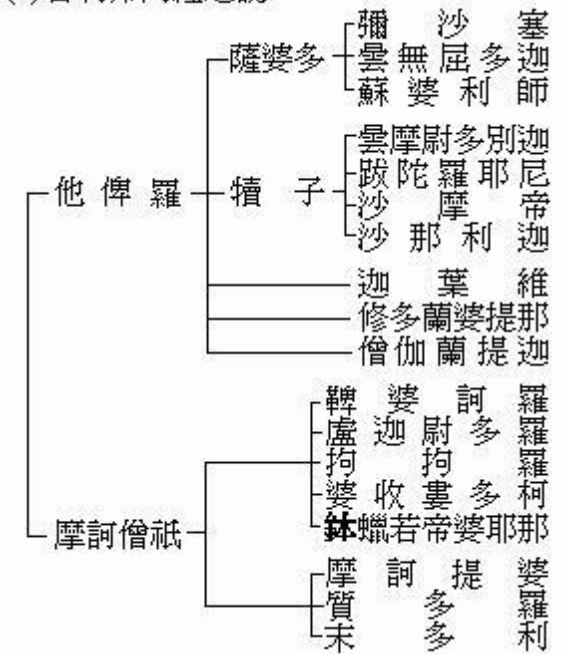 彌沙塞
薩婆多
曇無屈多迦
蘇婆利師
曇摩尉多別迦
跋陀羅耶尼
他俾羅
犢子
沙摩帝
沙那利迦
迦葉維
修多蘭婆提那
僧伽蘭提迦
鞞婆訶羅
盧迦尉多羅
拘拘羅
婆收婁多柯
摩訶僧祇
鉢蠟若帝婆耶那
摩訶提婆
質多羅
末多利